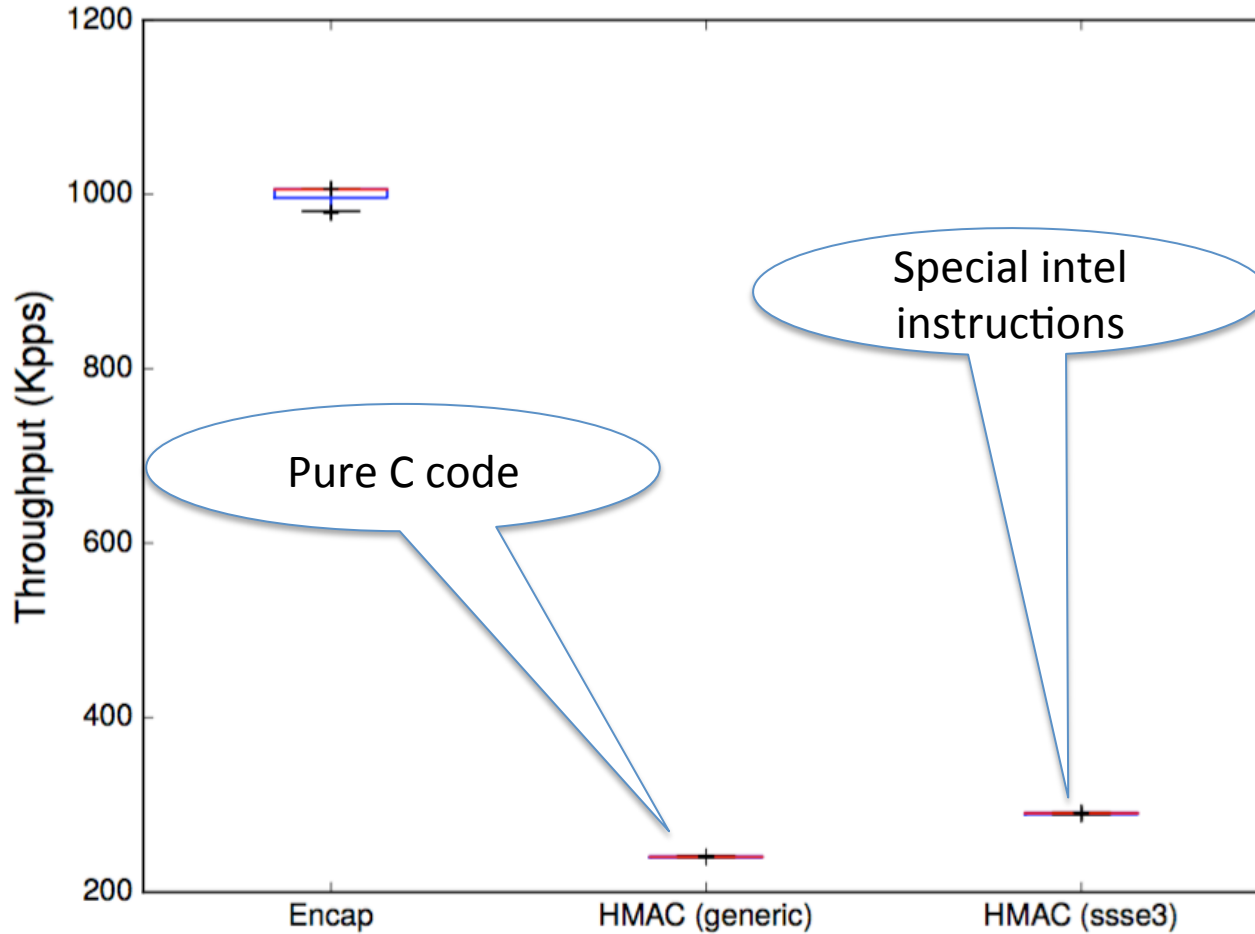 1200
1000
800
600
400
200
Throughput (Kpps)
Special intel
instructions
Pure C code
Encap
HMAC (generic)
HMAC (ssse3)